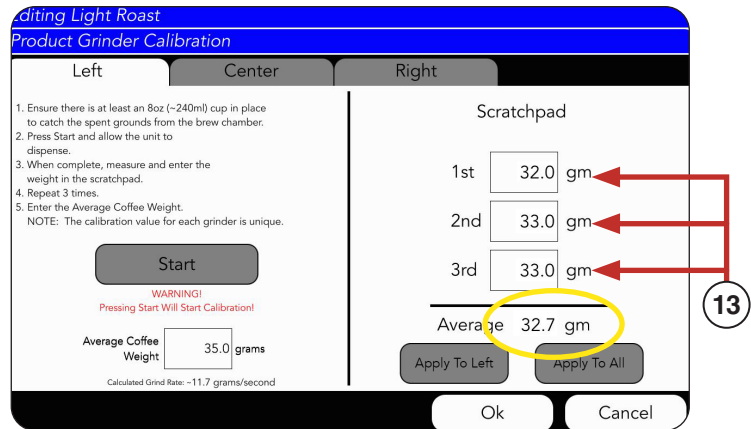 Editing Light Roast
Product Grinder Calibration
Left
Center
Right
1. Ensure there is at least an 8oz (~240ml) cup in place
to catch the spent grounds from the brew chamber.
2. Press Start and allow the unit to
dispense.
3. When complete, measure and enter the
weight in the scratchpad.
4. Repeat 3 times.
5. Enter the Average Coffee Weight.
NOTE: The calibration value for each grinder is unique.
Start
WARNING!
Pressing Start Will Start Calibration!
Average Coffee
Weight
35.0 grams
Calculated Grind Rate: ~11.7 grams/second
Scratchpad
1st 32.0 gm
2nd 33.0 gm
3rd 33.0 gm
13
Average 32.7 gm
Apply To Left
Apply To All
Ok
Cancel